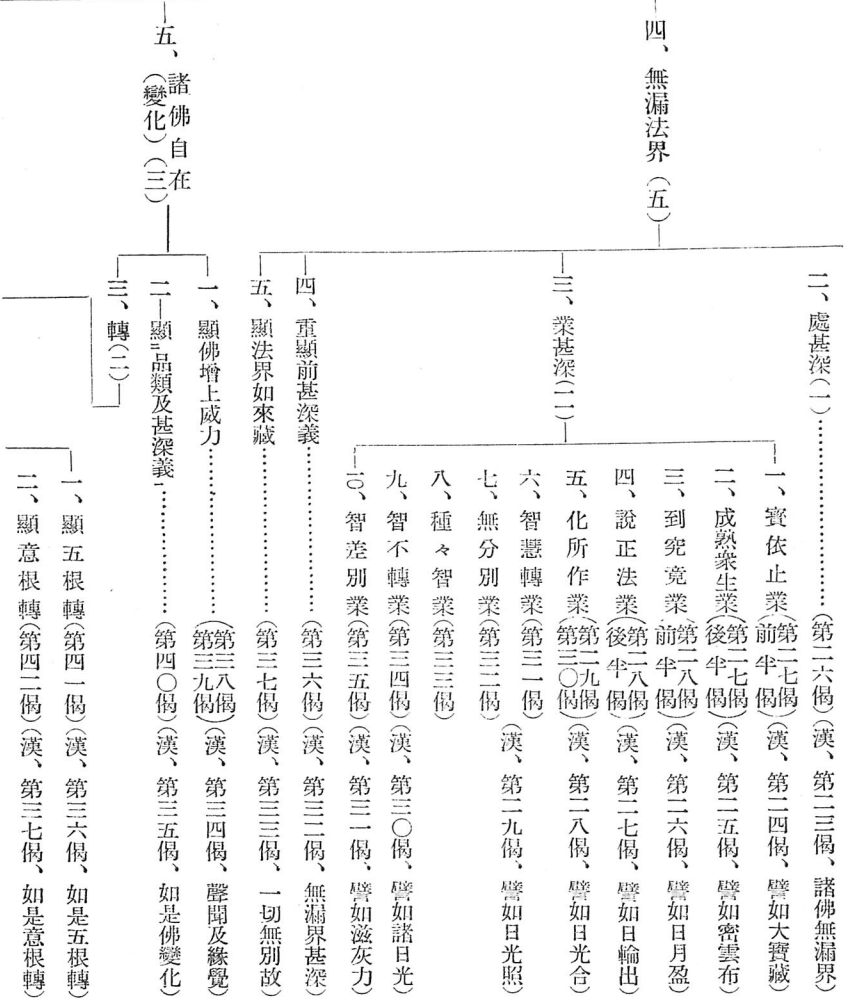 四、無漏法界(五)
二、處甚深(一)…………(第二六偈)(漢、第二三偈、諸佛無漏界)
三、業甚深(一一)
一、寳依止業(第二七偈前半偈)(漢、第二四偈、譬如大寶藏)
二、成熟衆生業(第二七偈後半偈)(漢、第二五偈、譬如密雲布)
三、到究竟業(第二八偈前半偈)(漢、第二六偈、譬如日月盈)
四、說正法業(第二八偈後半偈)(漢、第二七偈、譬如日輪出)
五、化所作業(第二九偈第三〇偈)(漢、第二八偈、譬如日光合)
六、智慧轉業(第三一偈)
七、無分別業(第三二偈)(漢、第二九偈、譬如日光照)
八、種々智業(第三三偈)
九、智不轉業(第三四偈)(漢、第三〇偈、譬如諸日光)
一〇、智差別業(第三五偈)(漢、第三一偈、譬如滋灰力)
四、重顯前甚深義…………(第三六偈)(漢、第三二偈、無漏界甚深)
五、顯法界如來藏…………(第三七偈)(漢、第三三偈、一切無別故)
五、諸佛自在(變化)(三)
一、顯佛增上威力…………(第三八偈第三九偈)(漢、第三四偈、聲聞及緣覺)
二—顯品類及甚深義…………(第四〇偈)(漢、第三五偈、如是佛變化)
三、轉(二)
一、顯五根轉(第四一偈)(漢、第三六偈、如是五根轉)
二、顯意根轉(第四二偈)(漢、第三七偈、如是意根轉)